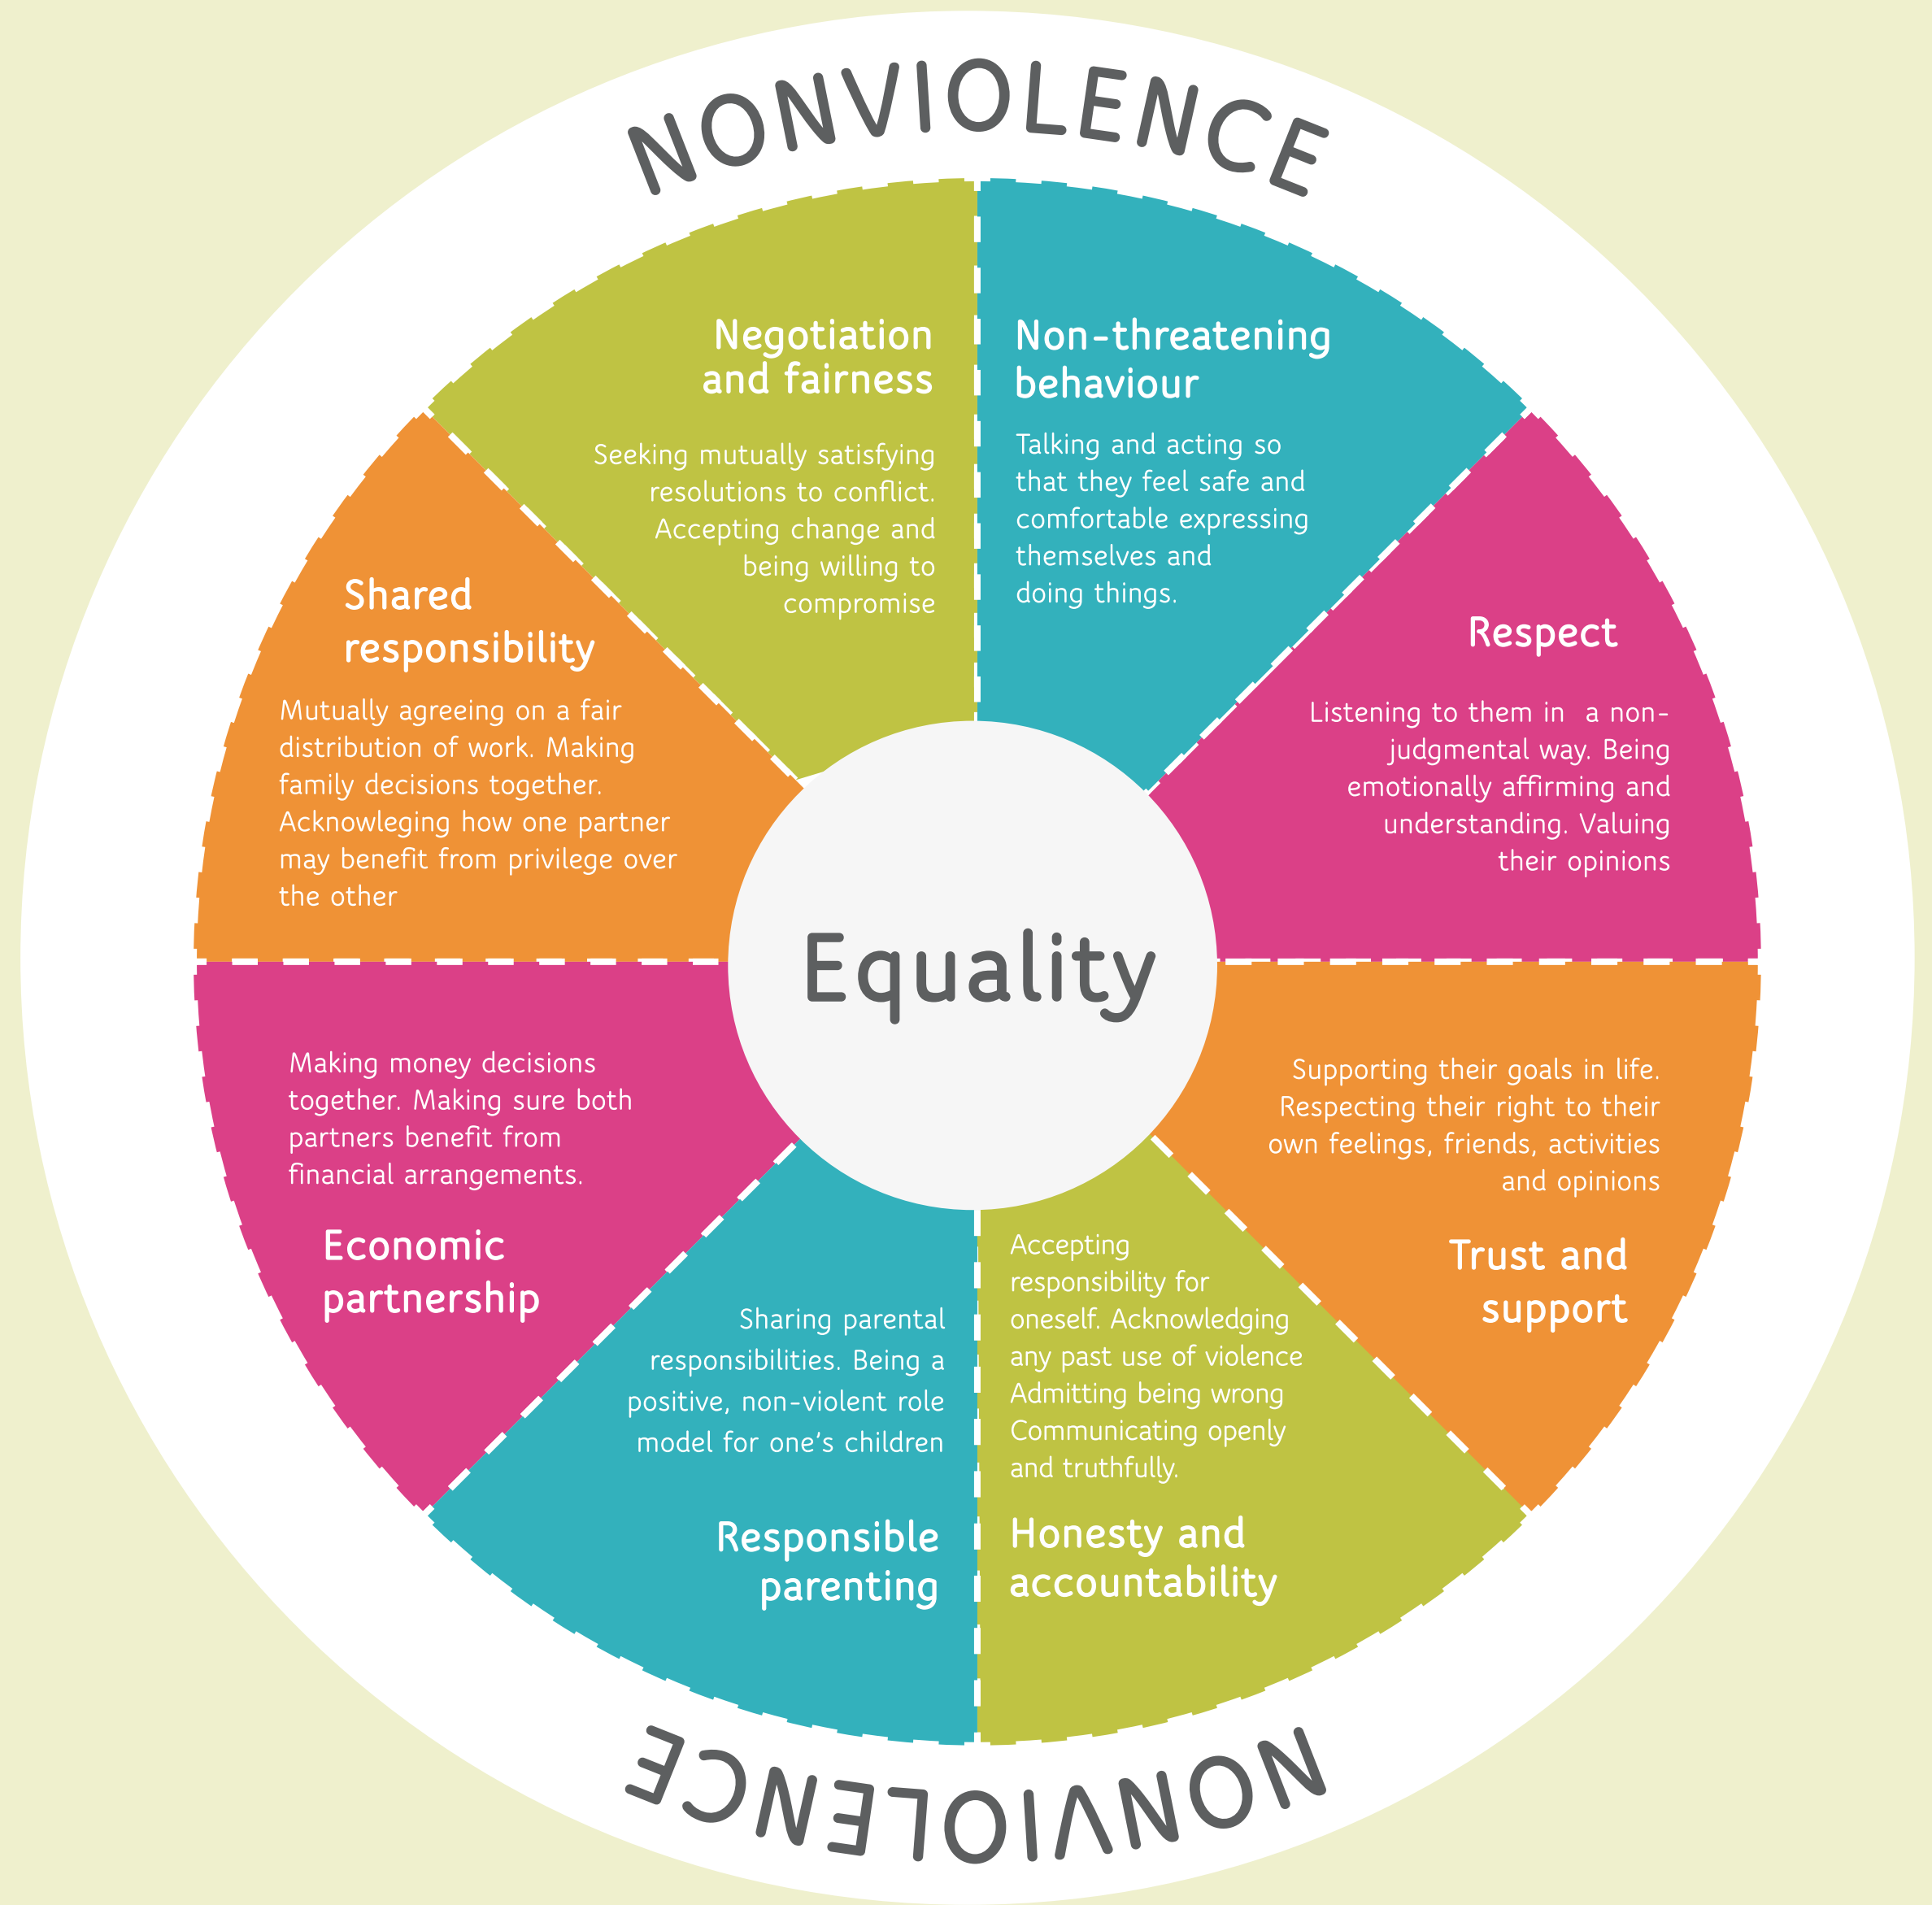 NONVIOLENCE
Negotiation
and fairness
Seeking mutually satisfying
resolutions to conflict.
Accepting change and
being willing to
compromise
Non-threatening
behaviour
Talking and acting so
that they feel safe and
comfortable expressing
themselves and
doing things.
Respect
Listening to them in a non-
judgmental way. Being
emotionally affirming and
understanding. Valuing
their opinions
Supporting their goals in life.
Respecting their right to their
own feelings, friends, activities
and opinions
Trust and
support
Accepting
responsibility for
oneself. Acknowledging
any past use of violence
Admitting being wrong
Communicating openly
and truthfully.
Honesty and
accountability
Sharing parental
responsibilities. Being a
positive, non-violent role
model for one's children
Responsible
parenting
Making money decisions
together. Making sure both
partners benefit from
financial arrangements.
Economic
partnership
Shared
responsibility
Mutually agreeing on a fair
distribution of work. Making
family decisions together.
Acknowleging how one partner
may benefit from privilege over
the other
Equality
NONVIOLENCE